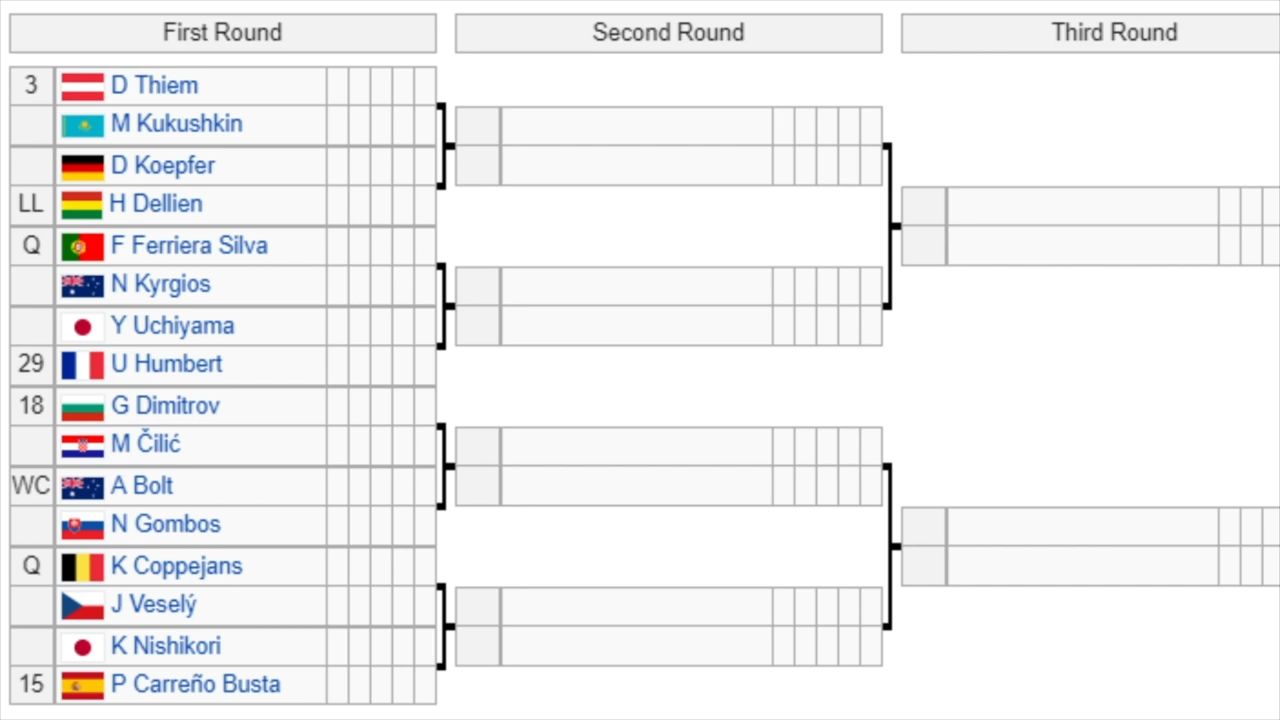 First Round Second Round Third Round
3 D Thiem
M Kukushkin
D Koepfer
LL H Dellien
Q F Ferriera Silva
N Kyrgios
Y Uchiyama
29 U Humbert
18 G Dimitrov
M Čilić
WC A Bolt
N Gombos
Q K Coppejans
J Veselý
K Nishikori
15 P Carreño Busta